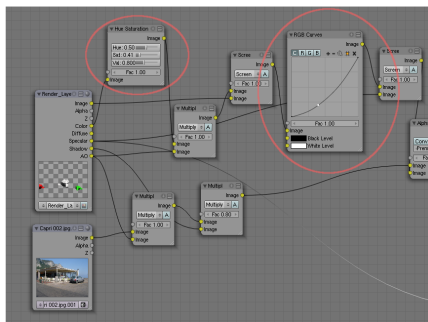 Hue Saturation
Image
Hue: 0.50
Sat: 0.41
Val: 0.800
Fac 1.00
Image
RGB Curves
Image
C R G B
Fac 1.00
Image
Black Level
White Level
Scree
Image
Screen A
Fac 1.00
Image
Image
Scree
Image
Screen A
Fac 1.00
Image
Image
Render_Laye
Image
Alpha
Z
Color
Diffuse
Specular
Shadow
AO
Render_La
Multipl
Image
Multiply A
Fac 1.00
Image
Image
Alpha
Multipl
Image
Multiply A
Fac 1.00
Image
Image
Multipl
Image
Multiply A
Fac 0.90
Image
Image
Capri 002.jpg
Image
Alpha
Z
ri 002.jpg.001